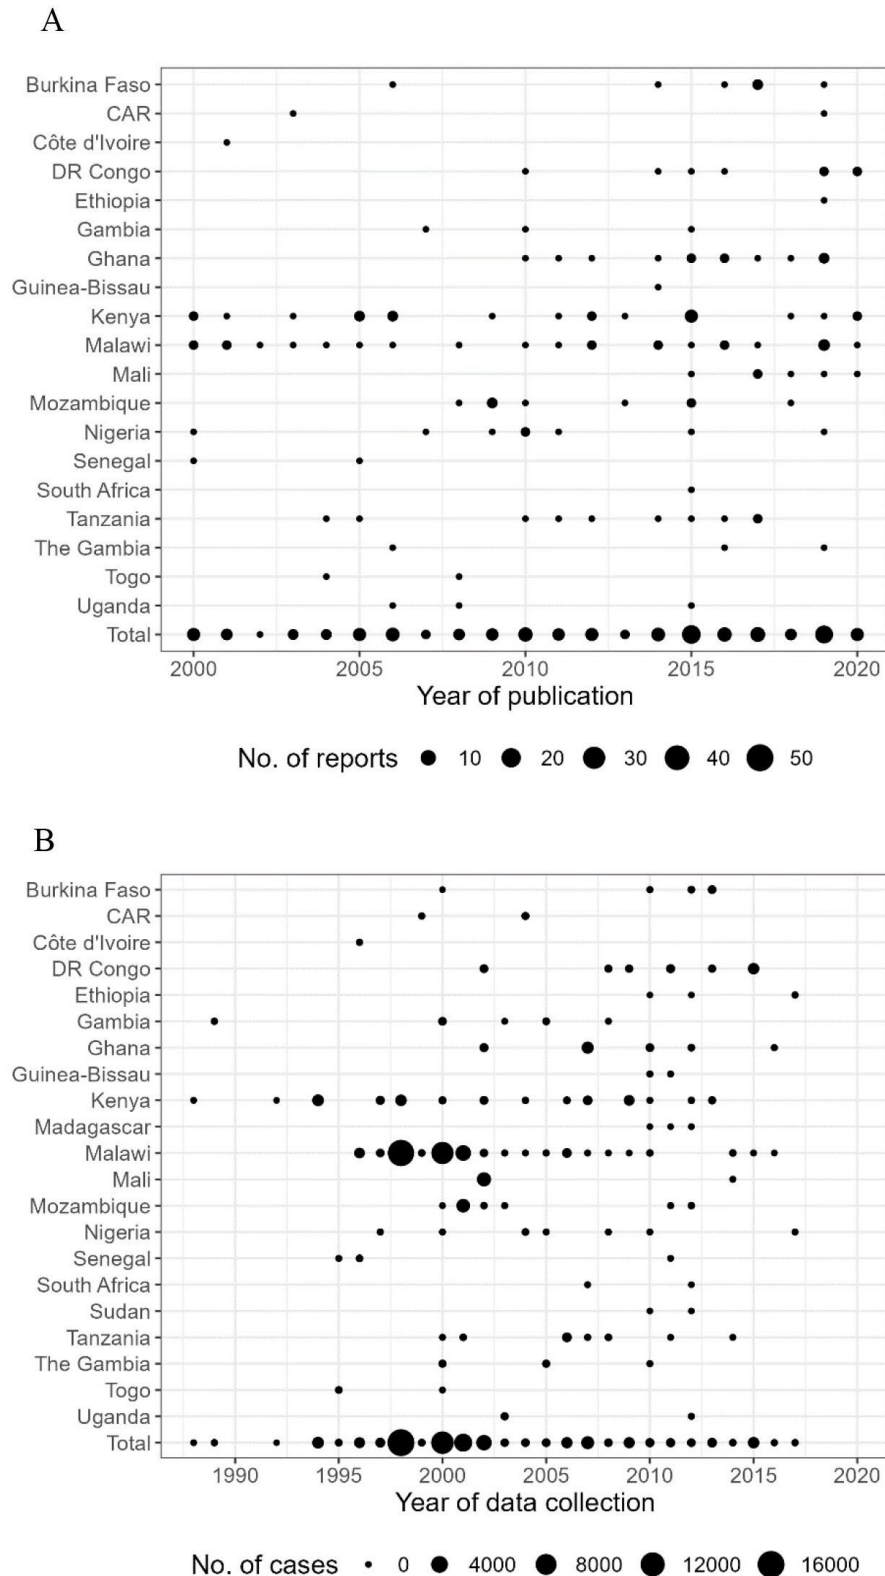 A
Burkina Faso
CAR
Côte d'Ivoire
DR Congo
Ethiopia
Gambia
Ghana
Guinea-Bissau
Kenya
Malawi
Mali
Mozambique
Nigeria
Senegal
South Africa
Tanzania
The Gambia
Togo
Uganda
Total
2000 2005 2010 2015 2020
Year of publication
No. of reports 10 20 30 40 50
B
Burkina Faso
CAR
Côte d'Ivoire
DR Congo
Ethiopia
Gambia
Ghana
Guinea-Bissau
Kenya
Madagascar
Malawi
Mali
Mozambique
Nigeria
Senegal
South Africa
Sudan
Tanzania
The Gambia
Togo
Uganda
Total
1990 1995 2000 2005 2010 2015 2020
Year of data collection
No. of cases 0 4000 8000 12000 16000